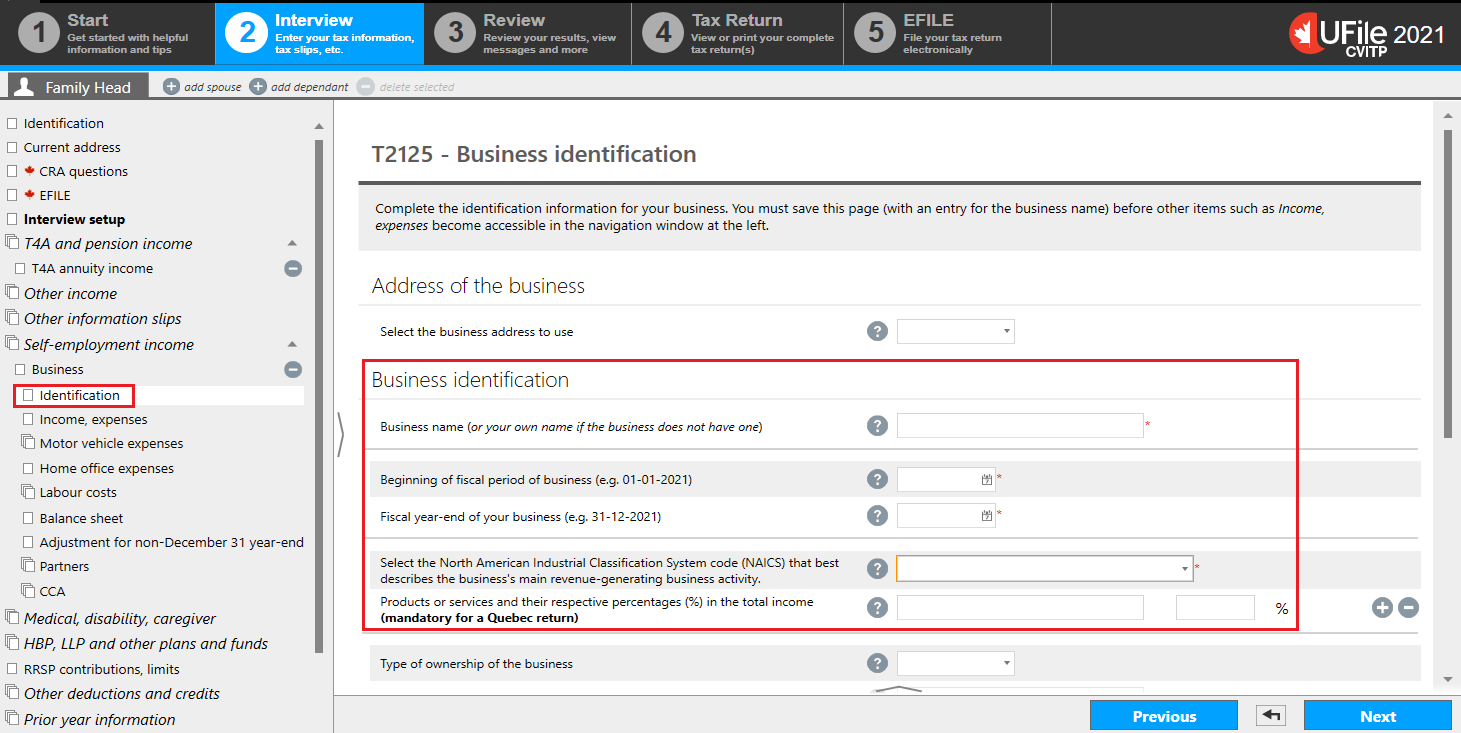 1
Start
Get started with helpful
information and tips
2
Interview
Enter your tax information,
tax slips, etc.
3
Review
Review your results, view
messages and more
4
Tax Return
View or print your complete
tax return(s)
5
EFILE
File your tax return
electronically
UFile 2021
CVITP
Family Head
add spouse
add dependant
delete selected
Identification
Current address
CRA questions
EFILE
Interview setup
T4A and pension income
T4A annuity income
Other income
Other information slips
Self-employment income
Business
Identification
Income, expenses
Motor vehicle expenses
Home office expenses
Labour costs
Balance sheet
Adjustment for non-December 31 year-end
Partners
CCA
Medical, disability, caregiver
HBP, LLP and other plans and funds
RRSP contributions, limits
Other deductions and credits
Prior year information
T2125 - Business identification
Complete the identification information for your business. You must save this page (with an entry for the business name) before other items such as Income,
expenses become accessible in the navigation window at the left.
Address of the business
Select the business address to use ?
Business identification
Business name (or your own name if the business does not have one) ? *
Beginning of fiscal period of business (e.g. 01-01-2021) ? *
Fiscal year-end of your business (e.g. 31-12-2021) ? *
Select the North American Industrial Classification System code (NAICS) that best
describes the business's main revenue-generating business activity. ? *
Products or services and their respective percentages (%) in the total income
(mandatory for a Quebec return) ? %
Type of ownership of the business ?
Previous
Next